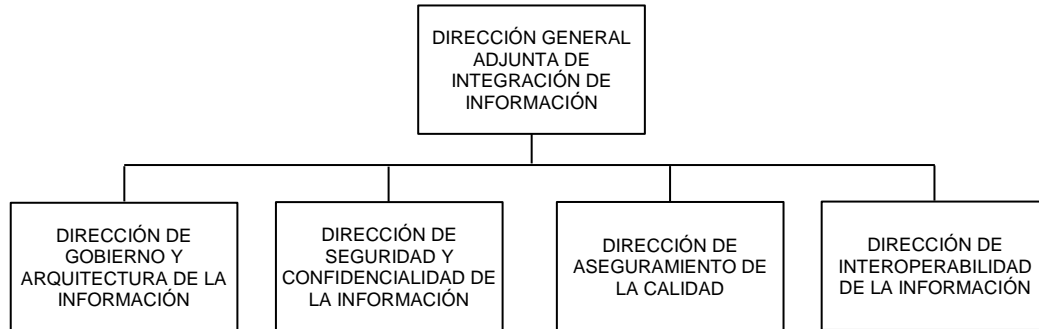 DIRECCIÓN GENERAL
ADJUNTA DE
INTEGRACIÓN DE
INFORMACIÓN
DIRECCIÓN DE
GOBIERNO Y
ARQUITECTURA DE LA
INFORMACIÓN
DIRECCIÓN DE
SEGURIDAD Y
CONFIDENCIALIDAD DE
LA INFORMACIÓN
DIRECCIÓN DE
ASEGURAMIENTO DE
LA CALIDAD
DIRECCIÓN DE
INTEROPERABILIDAD
DE LA INFORMACIÓN